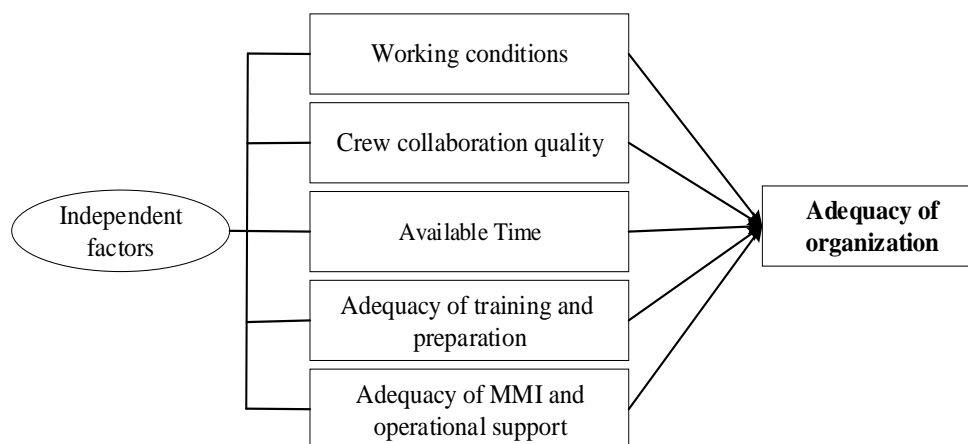 Working conditions
Crew collaboration quality
Independent
factors
Available Time
Adequacy of
organization
Adequacy of training and
preparation
Adequacy of MMI and
operational support